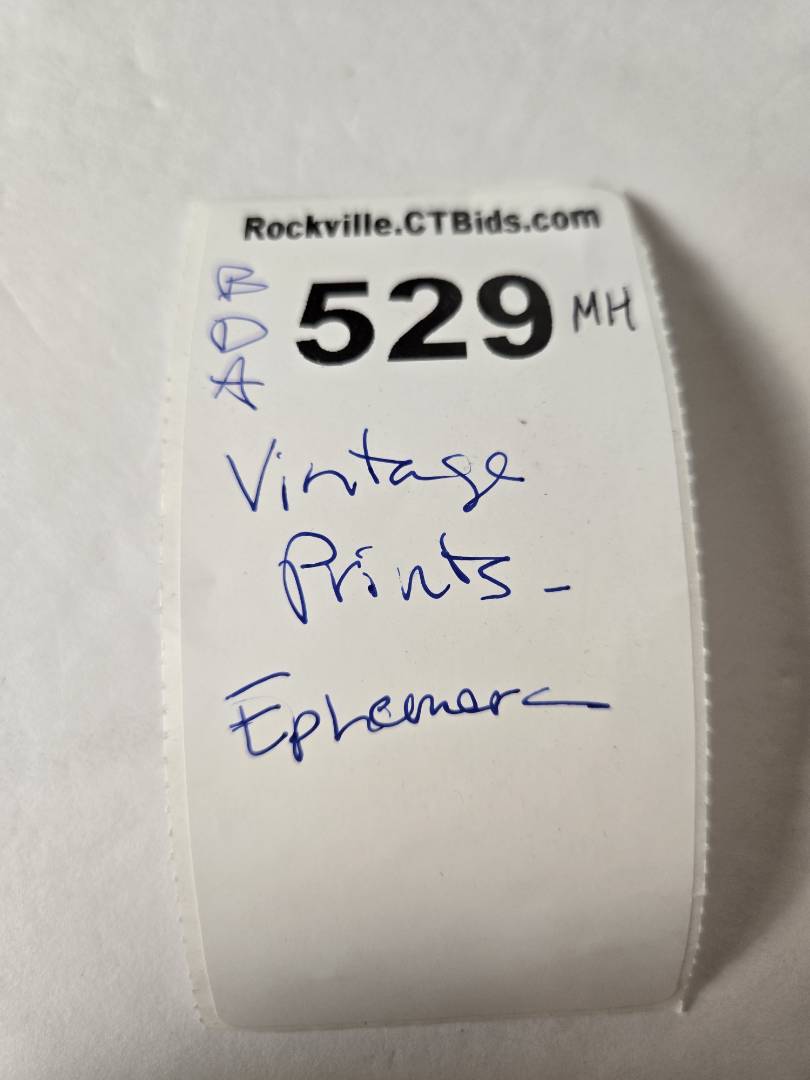 Rockville.CTBids.com
B
D
A
529 MH
Vintage
Prints -
Ephemera